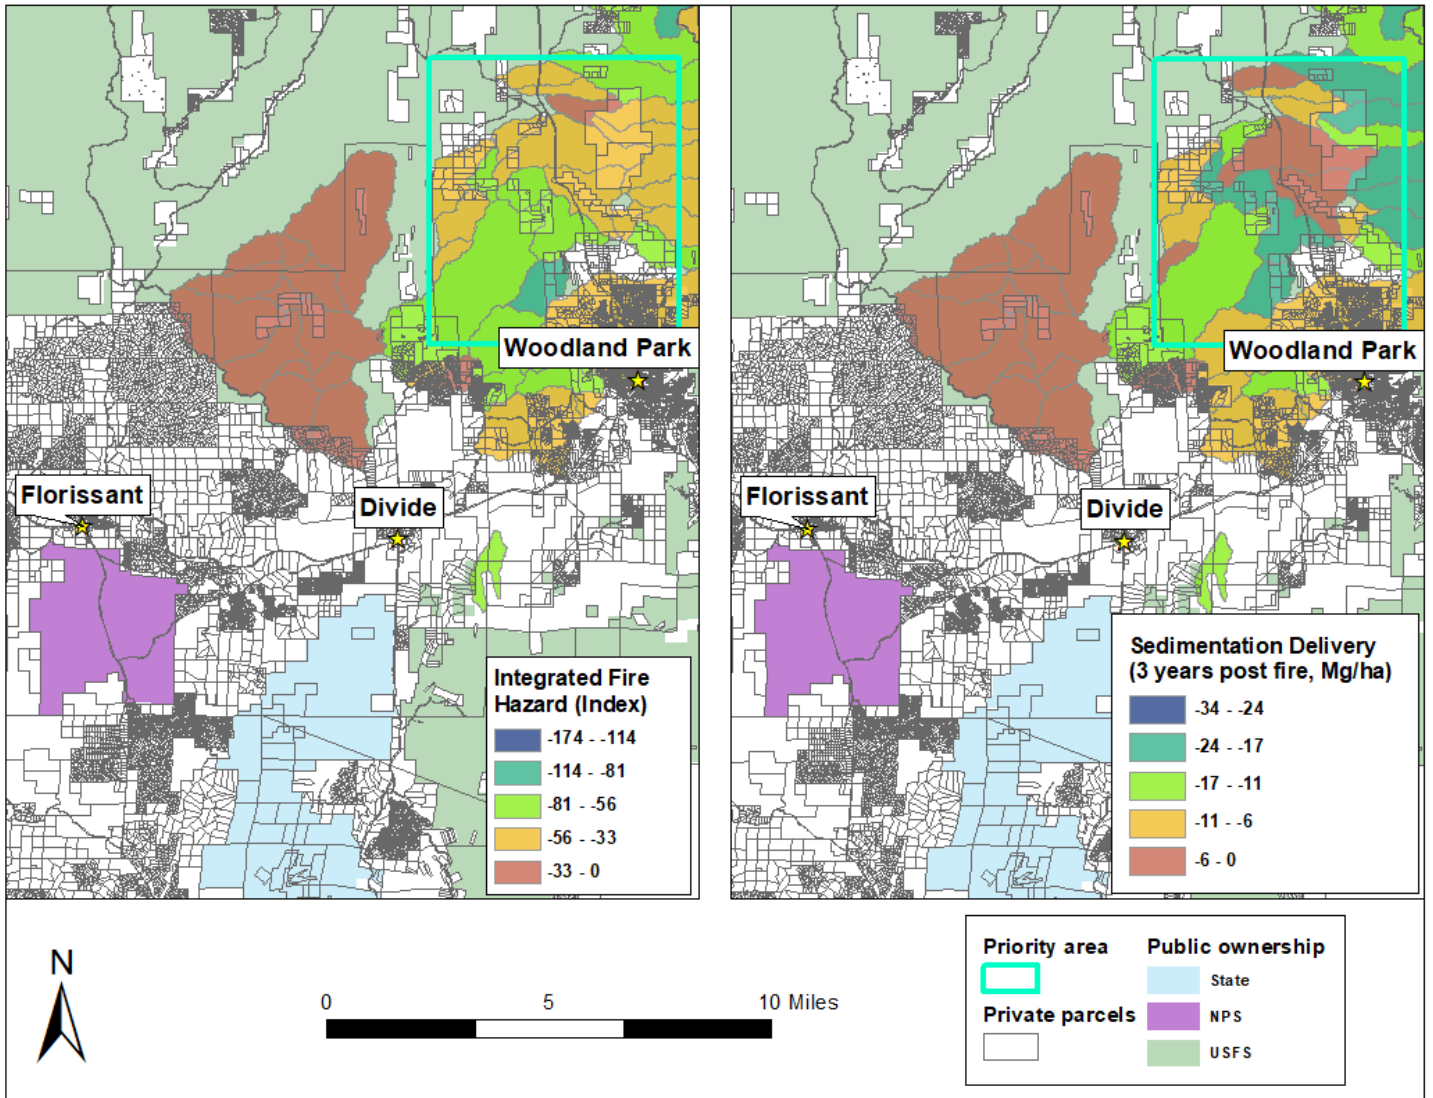 Woodland Park
Florissant
Divide
Integrated Fire
Hazard (Index)
-174 - -114
-114 - -81
-81 - -56
-56 - -33
-33 - 0
Woodland Park
Florissant
Divide
Sedimentation Delivery
(3 years post fire, Mg/ha)
-34 - -24
-24 - -17
-17 - -11
-11 - -6
-6 - 0
N
0 5 10 Miles
Priority area
Private parcels
Public ownership
State
NPS
USFS